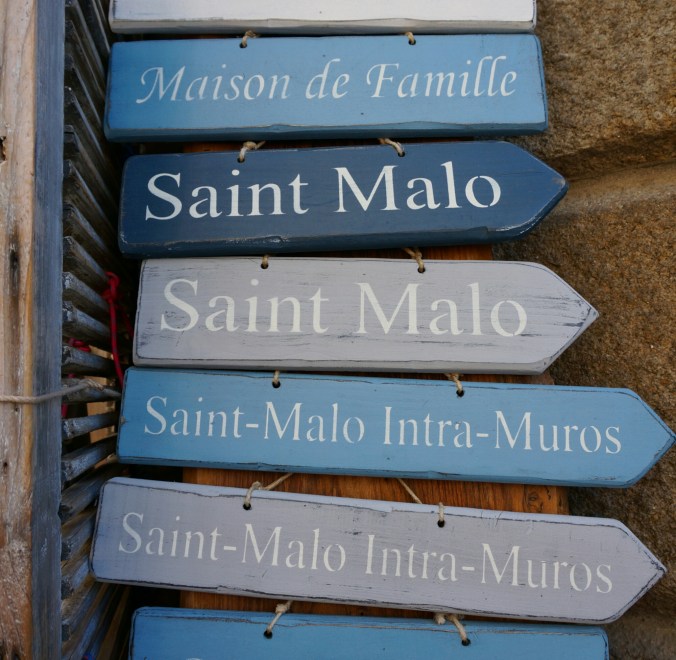 Maison de Famille
Saint Malo
Saint Malo
Saint-Malo Intra-Muros
Saint-Malo Intra-Muros